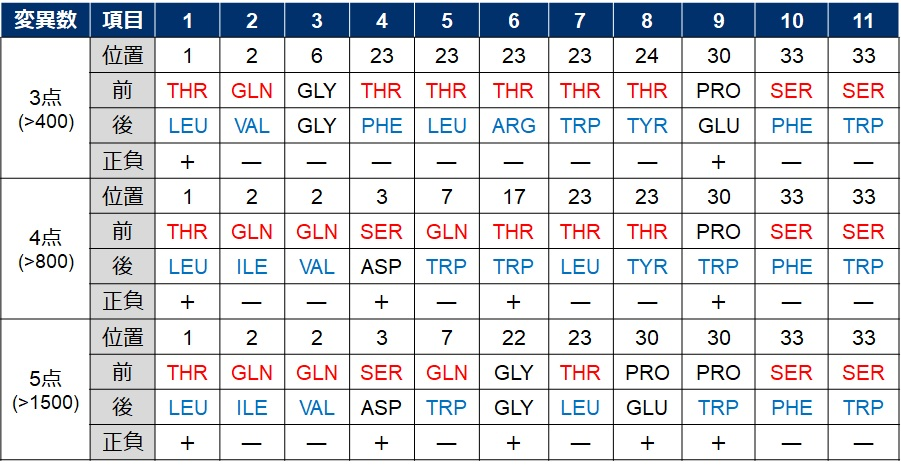 変異数 項目 1 2 3 4 5 6 7 8 9 10 11
3点
(>400)
位置 1 2 6 23 23 23 23 24 30 33 33
前 THR GLN GLY THR THR THR THR THR PRO SER SER
後 LEU VAL GLY PHE LEU ARG TRP TYR GLU PHE TRP
正負 + — — — — — — — + — —
4点
(>800)
位置 1 2 2 3 7 17 23 23 30 33 33
前 THR GLN GLN SER GLN THR THR THR PRO SER SER
後 LEU ILE VAL ASP TRP TRP LEU TYR TRP PHE TRP
正負 + — — + — + — — + — —
5点
(>1500)
位置 1 2 2 3 7 22 23 30 30 33 33
前 THR GLN GLN SER GLN GLY THR PRO PRO SER SER
後 LEU ILE VAL ASP TRP GLY LEU GLU TRP PHE TRP
正負 + — — + — + — + + — —